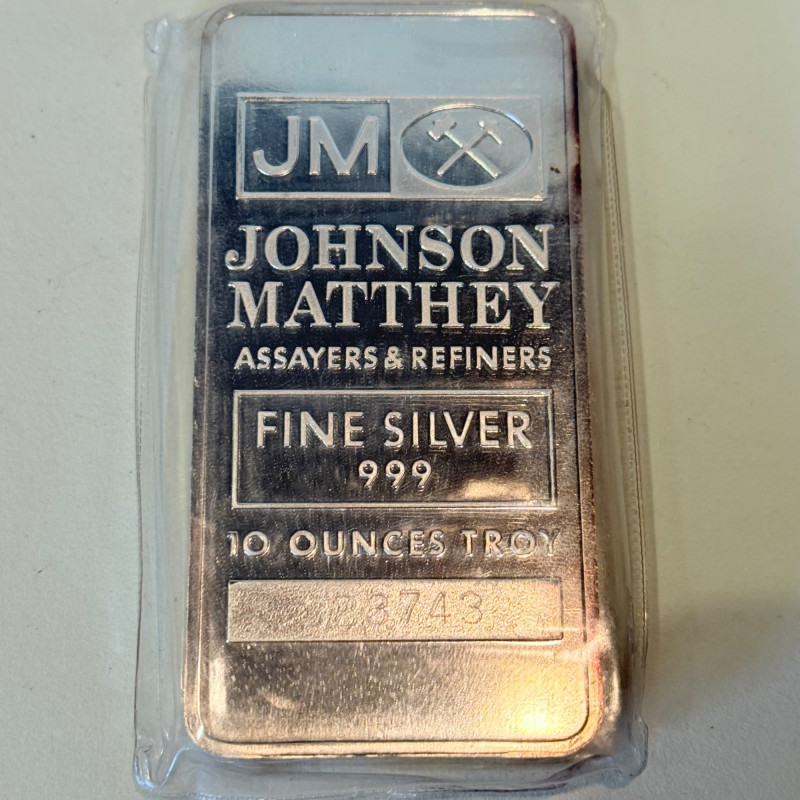 JM
JOHNSON
MATTHEY
ASSAYERS & REFINERS
FINE SILVER
999
10 OUNCES TROY